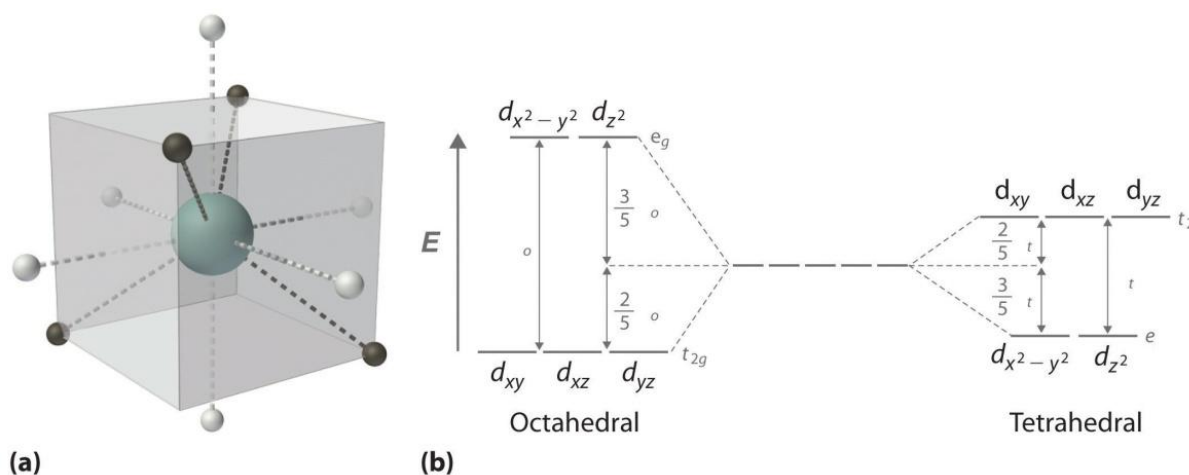 d_{x² − y²} d_{z²}
e_g
E
o
3/5 o
2/5 o
t_{2g}
d_{xy} d_{xz} d_{yz}
Octahedral
d_{xy} d_{xz} d_{yz}
t₂
2/5 t
3/5 t
t
e
d_{x² − y²} d_{z²}
Tetrahedral
(a)
(b)